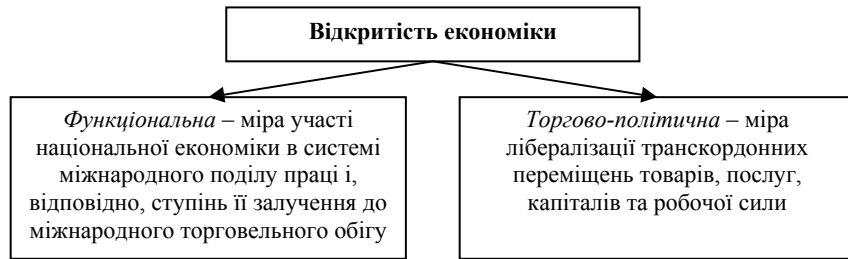 Відкритість економіки
Функціональна – міра участі
національної економіки в системі
міжнародного поділу праці і,
відповідно, ступінь її залучення до
міжнародного торговельного обігу
Торгово-політична – міра
лібералізації транскордонних
переміщень товарів, послуг,
капіталів та робочої сили